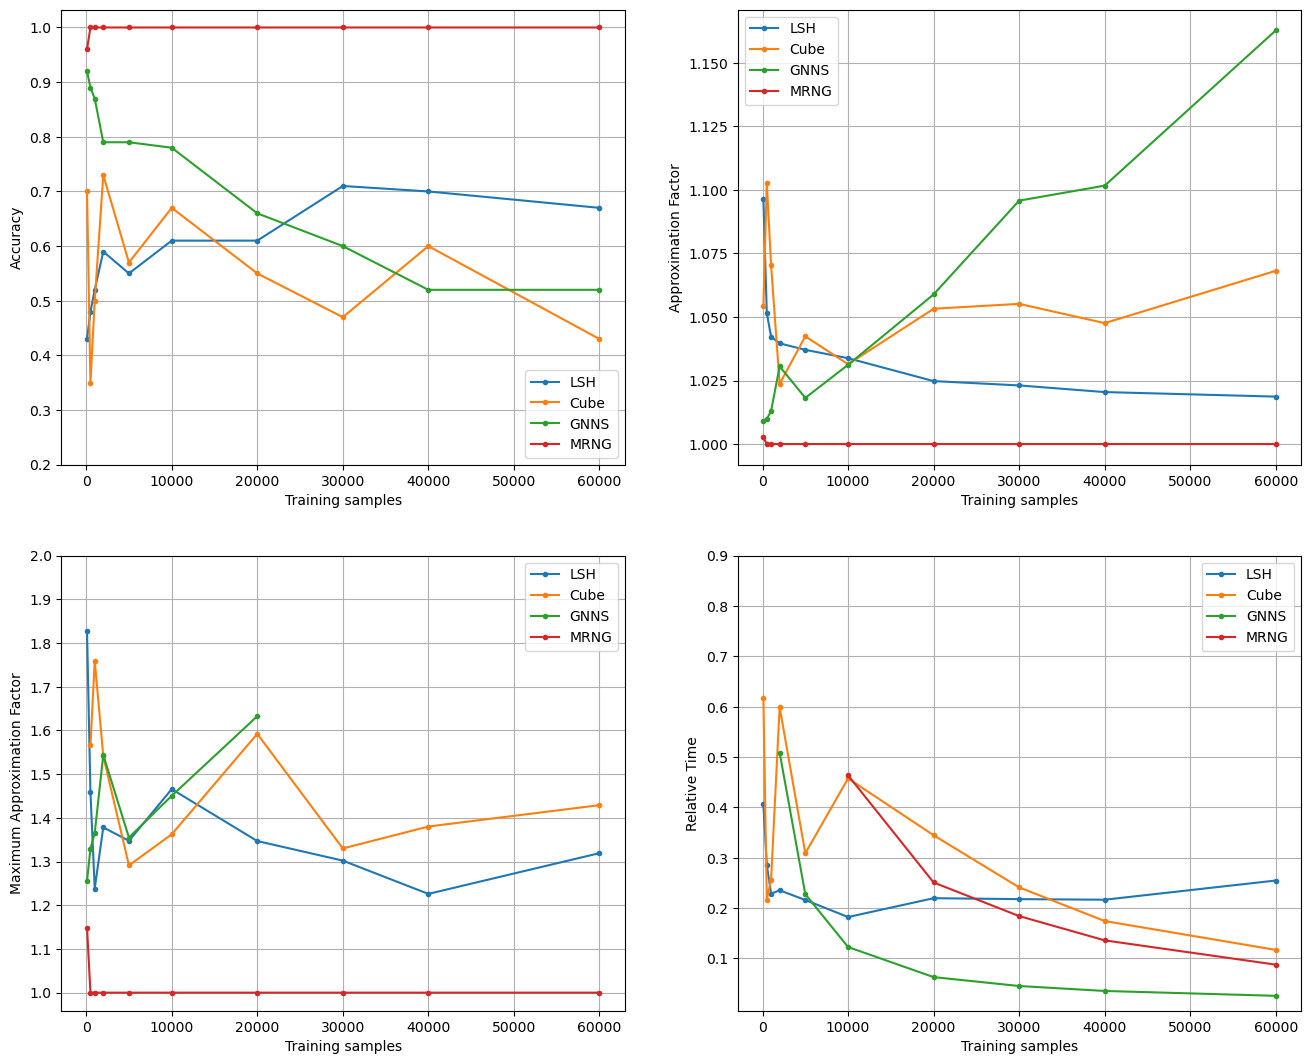 1.0
0.9
0.8
0.7
0.6
0.5
0.4
0.3
0.2
Accuracy
0 10000 20000 30000 40000 50000 60000
Training samples
LSH
Cube
GNNS
MRNG
1.150
1.125
1.100
1.075
1.050
1.025
1.000
Approximation Factor
0 10000 20000 30000 40000 50000 60000
Training samples
LSH
Cube
GNNS
MRNG
2.0
1.9
1.8
1.7
1.6
1.5
1.4
1.3
1.2
1.1
1.0
Maximum Approximation Factor
0 10000 20000 30000 40000 50000 60000
Training samples
LSH
Cube
GNNS
MRNG
0.9
0.8
0.7
0.6
0.5
0.4
0.3
0.2
0.1
Relative Time
0 10000 20000 30000 40000 50000 60000
Training samples
LSH
Cube
GNNS
MRNG